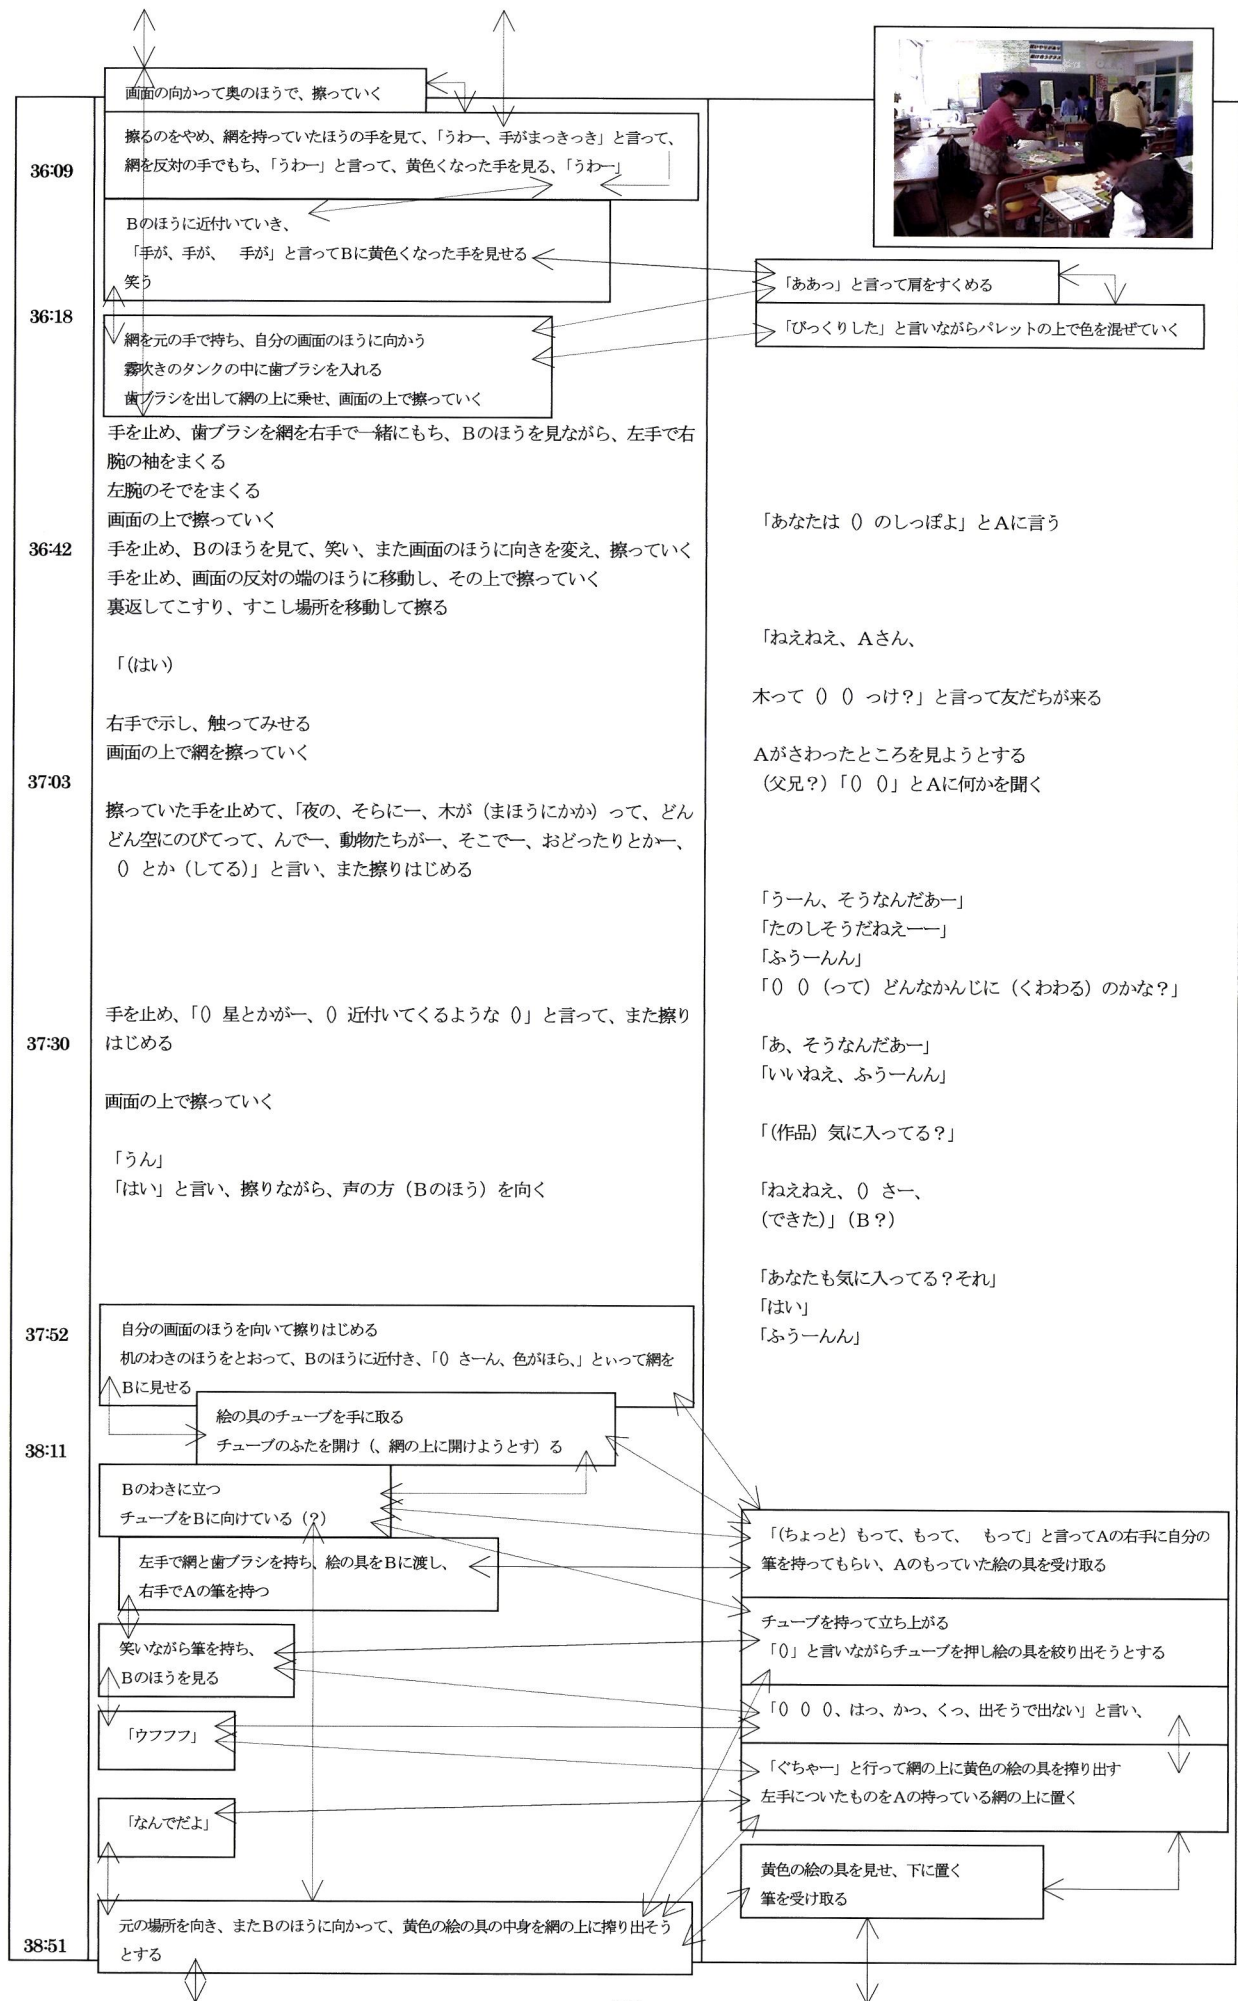 画面の向かって奥のほうで、擦っていく
36:09
擦るのをやめ、網を持っていたほうの手を見て、「うわー、手がまっきっき」と言って、
網を反対の手でもち、「うわー」と言って、黄色くなった手を見る、「うわー」
Bのほうに近付いていき、
「手が、手が、 手が」と言ってBに黄色くなった手を見せる
笑う
「ああっ」と言って肩をすくめる
36:18
「びっくりした」と言いながらパレットの上で色を混ぜていく
網を元の手で持ち、自分の画面のほうに向かう
霧吹きのタンクの中に歯ブラシを入れる
歯ブラシを出して網の上に乗せ、画面の上で擦っていく
手を止め、歯ブラシを網を右手で一緒にもち、Bのほうを見ながら、左手で右
腕の袖をまくる
左腕のそでをまくる
画面の上で擦っていく
「あなたは () のしっぽよ」とAに言う
36:42
手を止め、Bのほうを見て、笑い、また画面のほうに向きを変え、擦っていく
手を止め、画面の反対の端のほうに移動し、その上で擦っていく
裏返してこすり、すこし場所を移動して擦る
「ねえねえ、Aさん、
「(はい)
木って () () っけ？」と言って友だちが来る
右手で示し、触ってみせる
画面の上で網を擦っていく
Aがさわったところを見ようとする
37:03
(父兄？)「() ()」とAに何かを聞く
擦っていた手を止めて、「夜の、そらにー、木が（まほうにかか）って、どん
どん空にのびてって、んでー、動物たちがー、そこでー、おどったりとかー、
() とか（してる）」と言い、また擦りはじめる
「うーん、そうなんだあー」
「たのしそうだねえーー」
「ふうーんん」
「() () （って）どんなかんじに（くわわる）のかな？」
手を止め、「() 星とかがー、() 近付いてくるような ()」と言って、また擦り
はじめる
37:30
「あ、そうなんだあー」
「いいねえ、ふうーんん」
画面の上で擦っていく
「(作品）気に入ってる？」
「うん」
「はい」と言い、擦りながら、声の方（Bのほう）を向く
「ねえねえ、() さー、
（できた)」（B？）
「あなたも気に入ってる？それ」
「はい」
「ふうーんん」
37:52
自分の画面のほうを向いて擦りはじめる
机のわきのほうをとおって、Bのほうに近付き、「() さーん、色がほら、」といって網を
Bに見せる
絵の具のチューブを手に取る
チューブのふたを開け（、網の上に開けようとす）る
38:11
Bのわきに立つ
チューブをBに向けている（？）
「(ちょっと）もって、もって、 もって」と言ってAの右手に自分の
筆を持ってもらい、Aのもっていた絵の具を受け取る
左手で網と歯ブラシを持ち、絵の具をBに渡し、
右手でAの筆を持つ
チューブを持って立ち上がる
「()」と言いながらチューブを押し絵の具を絞り出そうとする
笑いながら筆を持ち、
Bのほうを見る
「() () ()、はっ、かっ、くっ、出そうで出ない」と言い、
「ウフフフ」
「ぐちゃー」と行って網の上に黄色の絵の具を搾り出す
左手についたものをAの持っている網の上に置く
「なんでだよ」
黄色の絵の具を見せ、下に置く
筆を受け取る
元の場所を向き、またBのほうに向かって、黄色の絵の具の中身を網の上に搾り出そう
とする
38:51